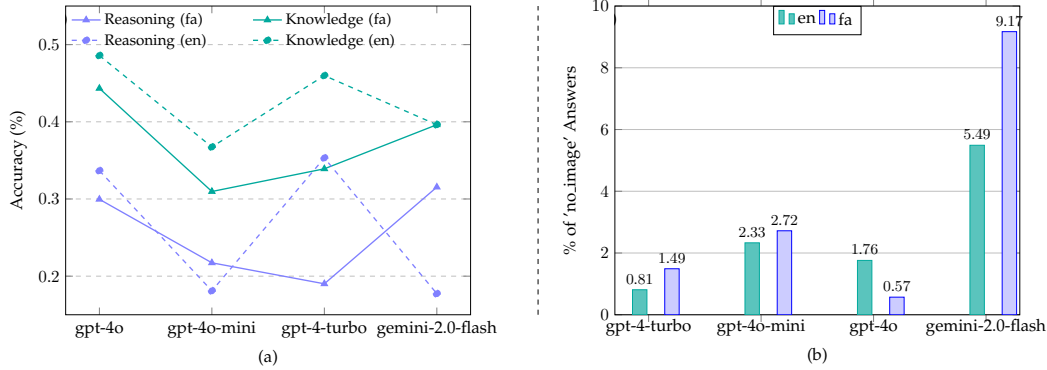 Reasoning (fa)
Knowledge (fa)
Reasoning (en)
Knowledge (en)
Accuracy (%)
0.5
0.4
0.3
0.2
gpt-4o
gpt-4o-mini
gpt-4-turbo
gemini-2.0-flash
(a)
en
fa
% of 'no_image' Answers
10
8
6
4
2
0
0.81
1.49
2.33
2.72
1.76
0.57
5.49
9.17
gpt-4-turbo
gpt-4o-mini
gpt-4o
gemini-2.0-flash
(b)